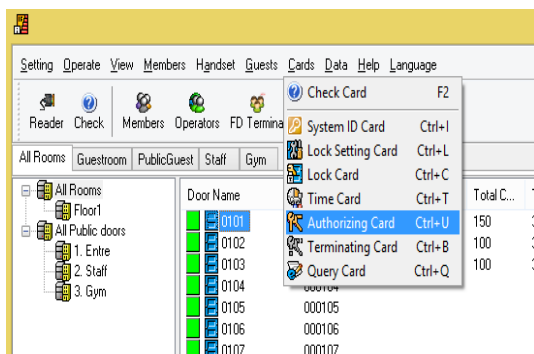 Setting Operate View Members Handset Guests Cards Data Help Language
Reader Check Members Operators FD Termina
All Rooms Guestroom PublicGuest Staff Gym
Check Card F2
System ID Card Ctrl+I
Lock Setting Card Ctrl+L
Lock Card Ctrl+C
Time Card Ctrl+T
Authorizing Card Ctrl+U
Terminating Card Ctrl+B
Query Card Ctrl+Q
All Rooms
Floor1
All Public doors
1. Entre
2. Staff
3. Gym
Door Name Total C...
0101 150
0102 100
0103 100
0104 000104
0105 000105
0106 000106
0107 000107